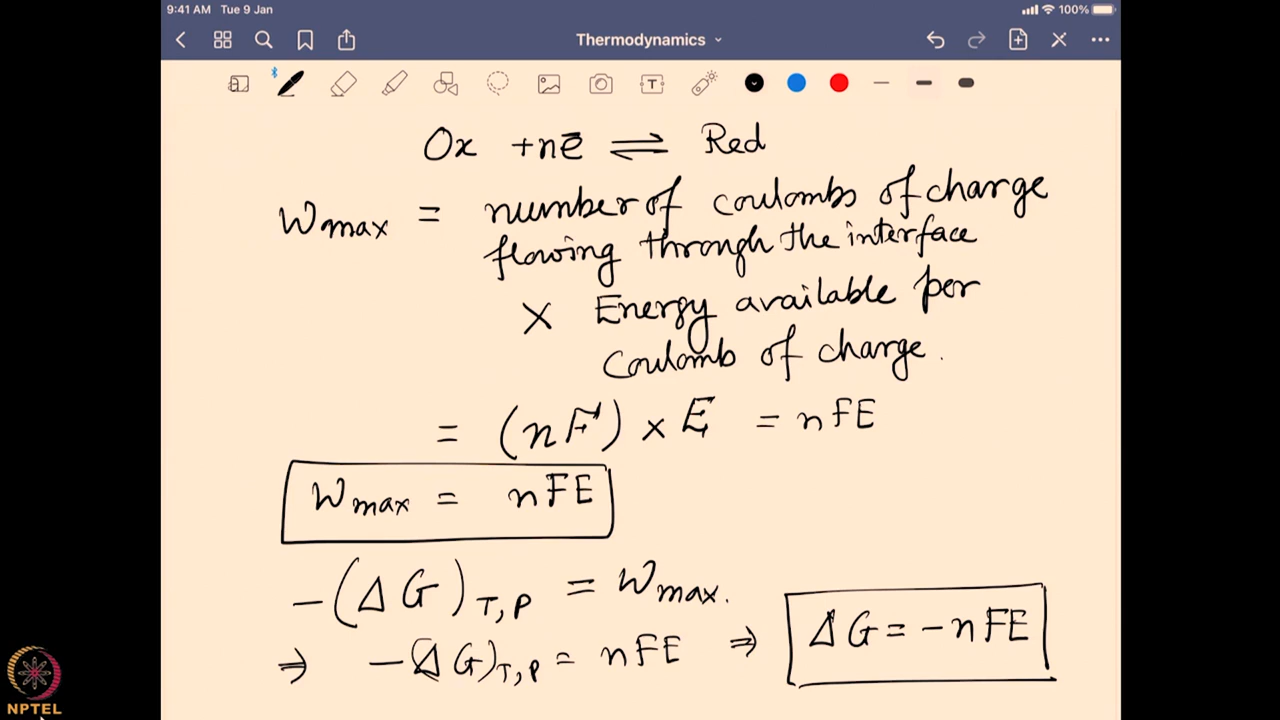 9:41 AM Tue 9 Jan 100%
Thermodynamics
T
Ox + nē ⇌ Red
Wmax = number of coulombs of charge
flowing through the interface
× Energy available per
Coulomb of charge.
= (nF) × E = nFE
Wmax = nFE
-(ΔG)T,P = Wmax.
⇒ -(ΔG)T,P = nFE ⇒ ΔG = -nFE
NPTEL